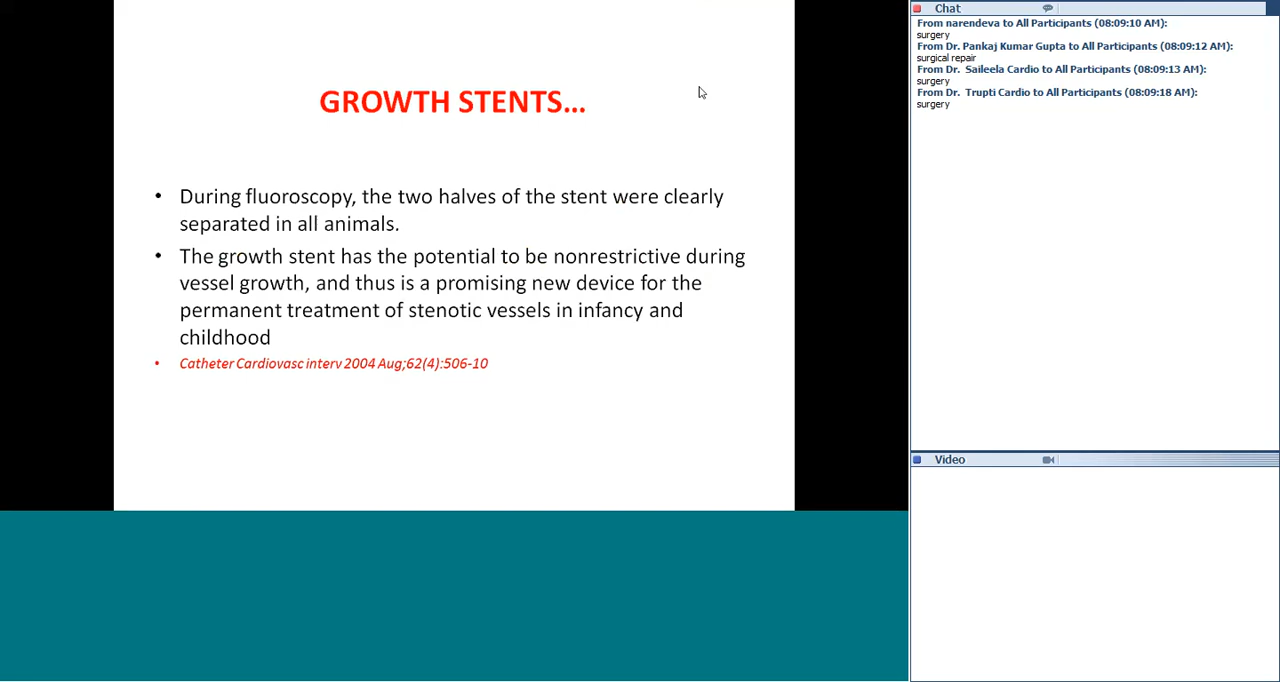 GROWTH STENTS...
• During fluoroscopy, the two halves of the stent were clearly
separated in all animals.
• The growth stent has the potential to be nonrestrictive during
vessel growth, and thus is a promising new device for the
permanent treatment of stenotic vessels in infancy and
childhood
• Catheter Cardiovasc interv 2004 Aug;62(4):506-10
Chat
From narendeva to All Participants (08:09:10 AM):
surgery
From Dr. Pankaj Kumar Gupta to All Participants (08:09:12 AM):
surgical repair
From Dr.  Saileela Cardio to All Participants (08:09:13 AM):
surgery
From Dr.  Trupti Cardio to All Participants (08:09:18 AM):
surgery
Video